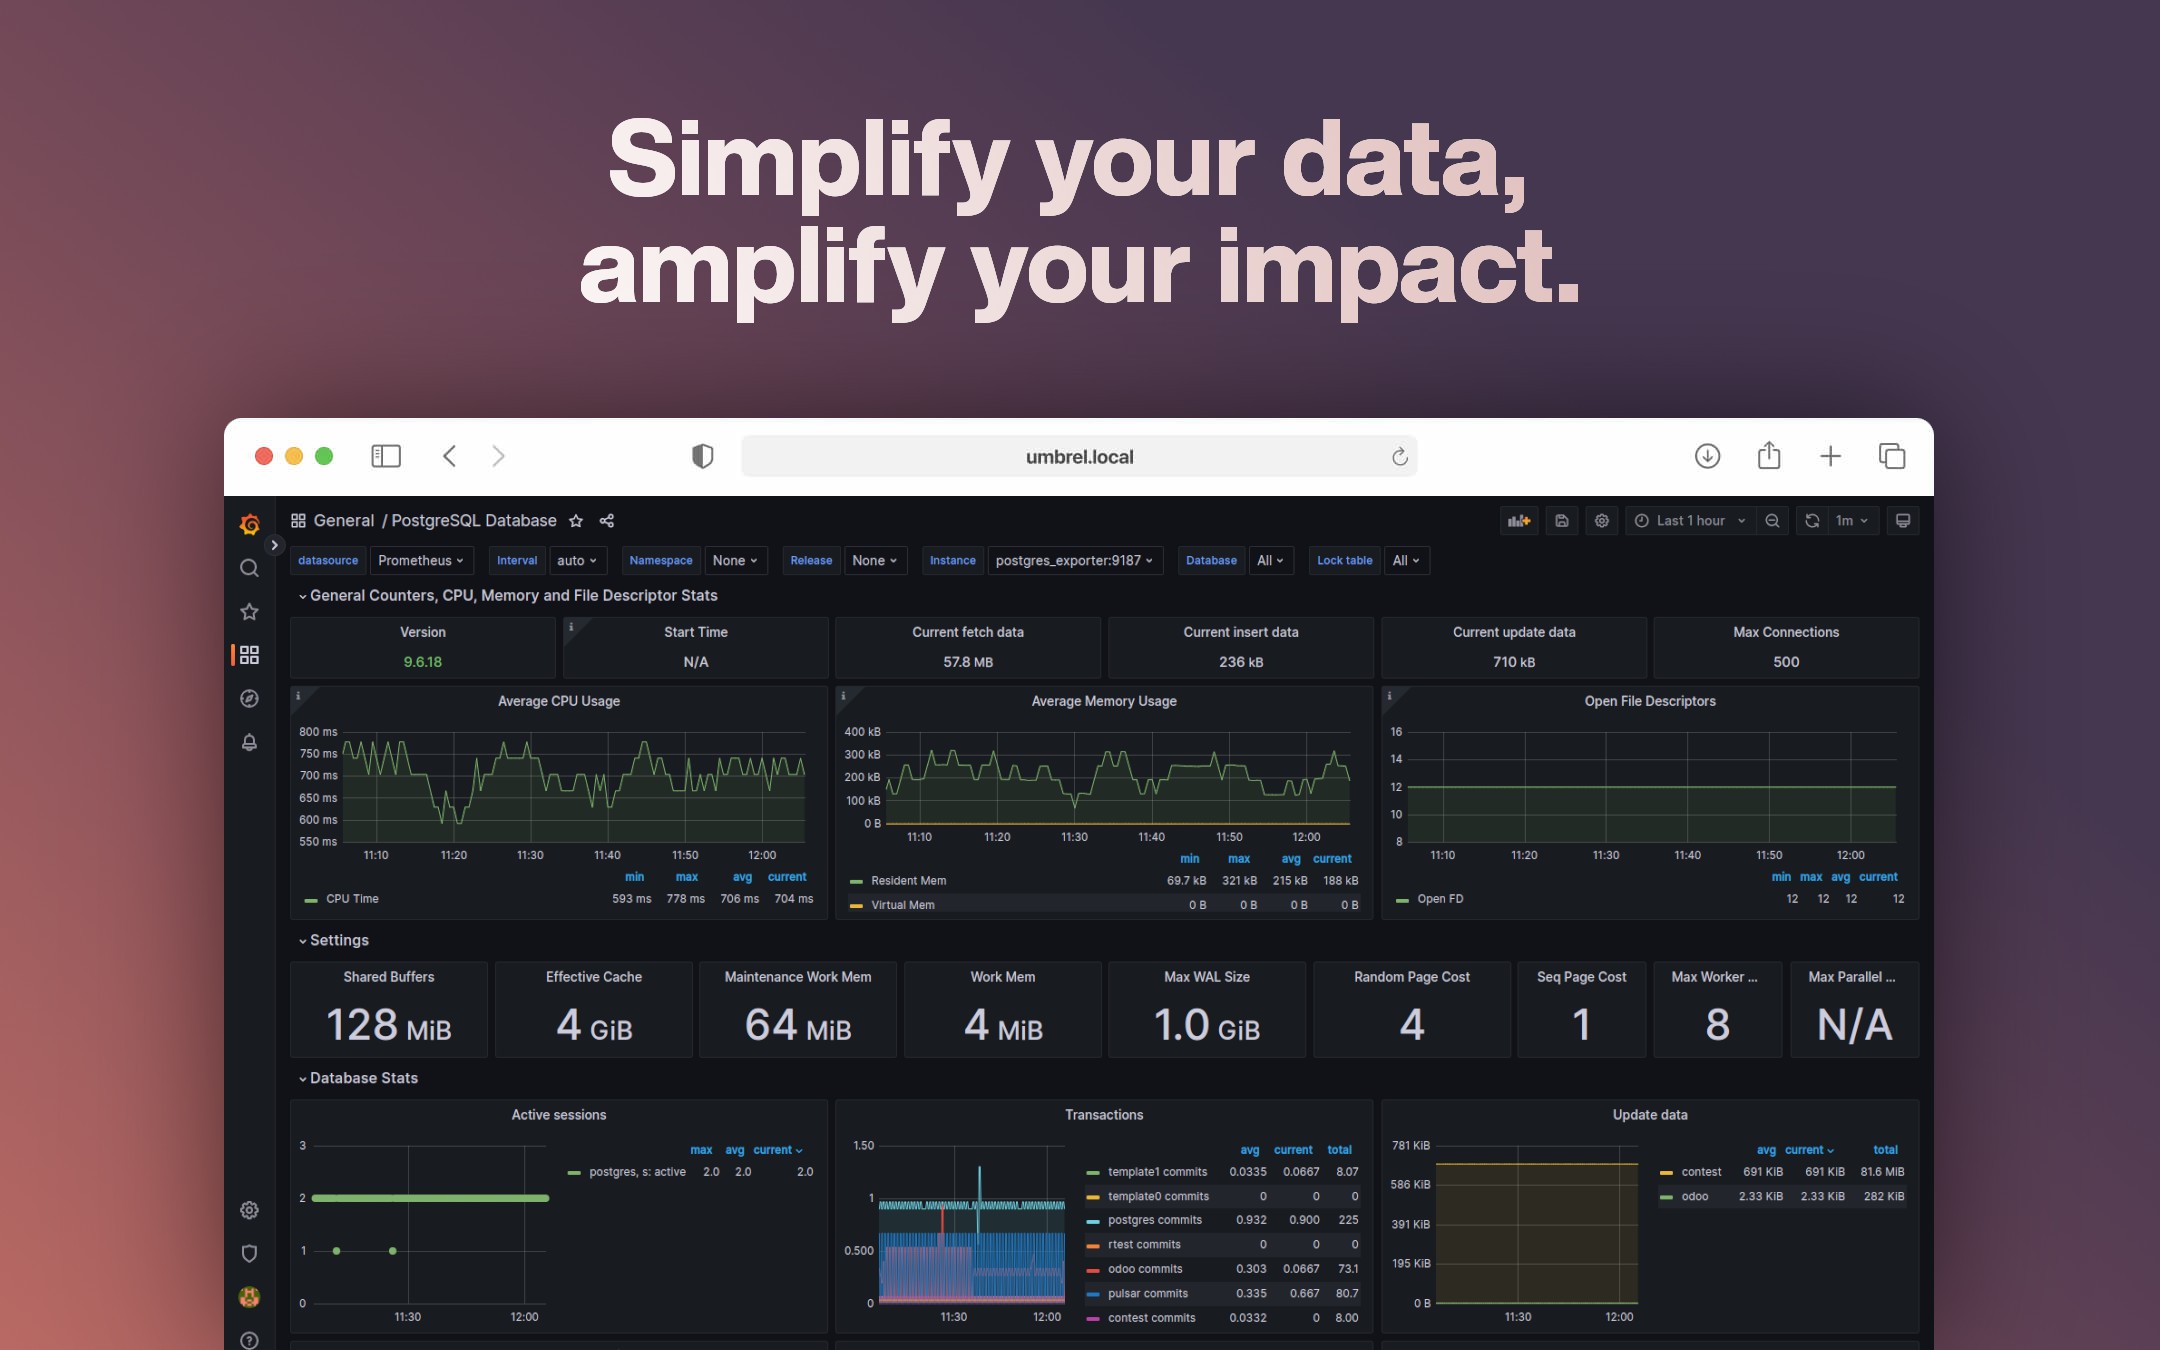 Simplify your data,
amplify your impact.
umbrel.local
General / PostgreSQL Database
Last 1 hour
1m
datasource Prometheus Interval auto Namespace None Release None Instance postgres_exporter:9187 Database All Lock table All
General Counters, CPU, Memory and File Descriptor Stats
Version
9.6.18
Start Time
N/A
Current fetch data
57.8 MB
Current insert data
236 kB
Current update data
710 kB
Max Connections
500
Average CPU Usage
800 ms
750 ms
700 ms
650 ms
600 ms
550 ms
11:10 11:20 11:30 11:40 11:50 12:00
min max avg current
CPU Time 593 ms 778 ms 706 ms 704 ms
Average Memory Usage
400 kB
300 kB
200 kB
100 kB
0 B
11:10 11:20 11:30 11:40 11:50 12:00
min max avg current
Resident Mem 69.7 kB 321 kB 215 kB 188 kB
Virtual Mem 0 B 0 B 0 B 0 B
Open File Descriptors
16
14
12
10
8
11:10 11:20 11:30 11:40 11:50 12:00
min max avg current
Open FD 12 12 12 12
Settings
Shared Buffers
128 MiB
Effective Cache
4 GiB
Maintenance Work Mem
64 MiB
Work Mem
4 MiB
Max WAL Size
1.0 GiB
Random Page Cost
4
Seq Page Cost
1
Max Worker ...
8
Max Parallel ...
N/A
Database Stats
Active sessions
3
2
1
0
11:30 12:00
max avg current
postgres, s: active 2.0 2.0 2.0
Transactions
1.50
1
0.500
0
11:30 12:00
avg current total
template1 commits 0.0335 0.0667 8.07
template0 commits 0 0 0
postgres commits 0.932 0.900 225
rtest commits 0 0 0
odoo commits 0.303 0.0667 73.1
pulsar commits 0.335 0.667 80.7
contest commits 0.0332 0 8.00
Update data
781 KiB
586 KiB
391 KiB
195 KiB
0 B
11:30 12:00
avg current total
contest 691 KiB 691 KiB 81.6 MiB
odoo 2.33 KiB 2.33 KiB 282 KiB